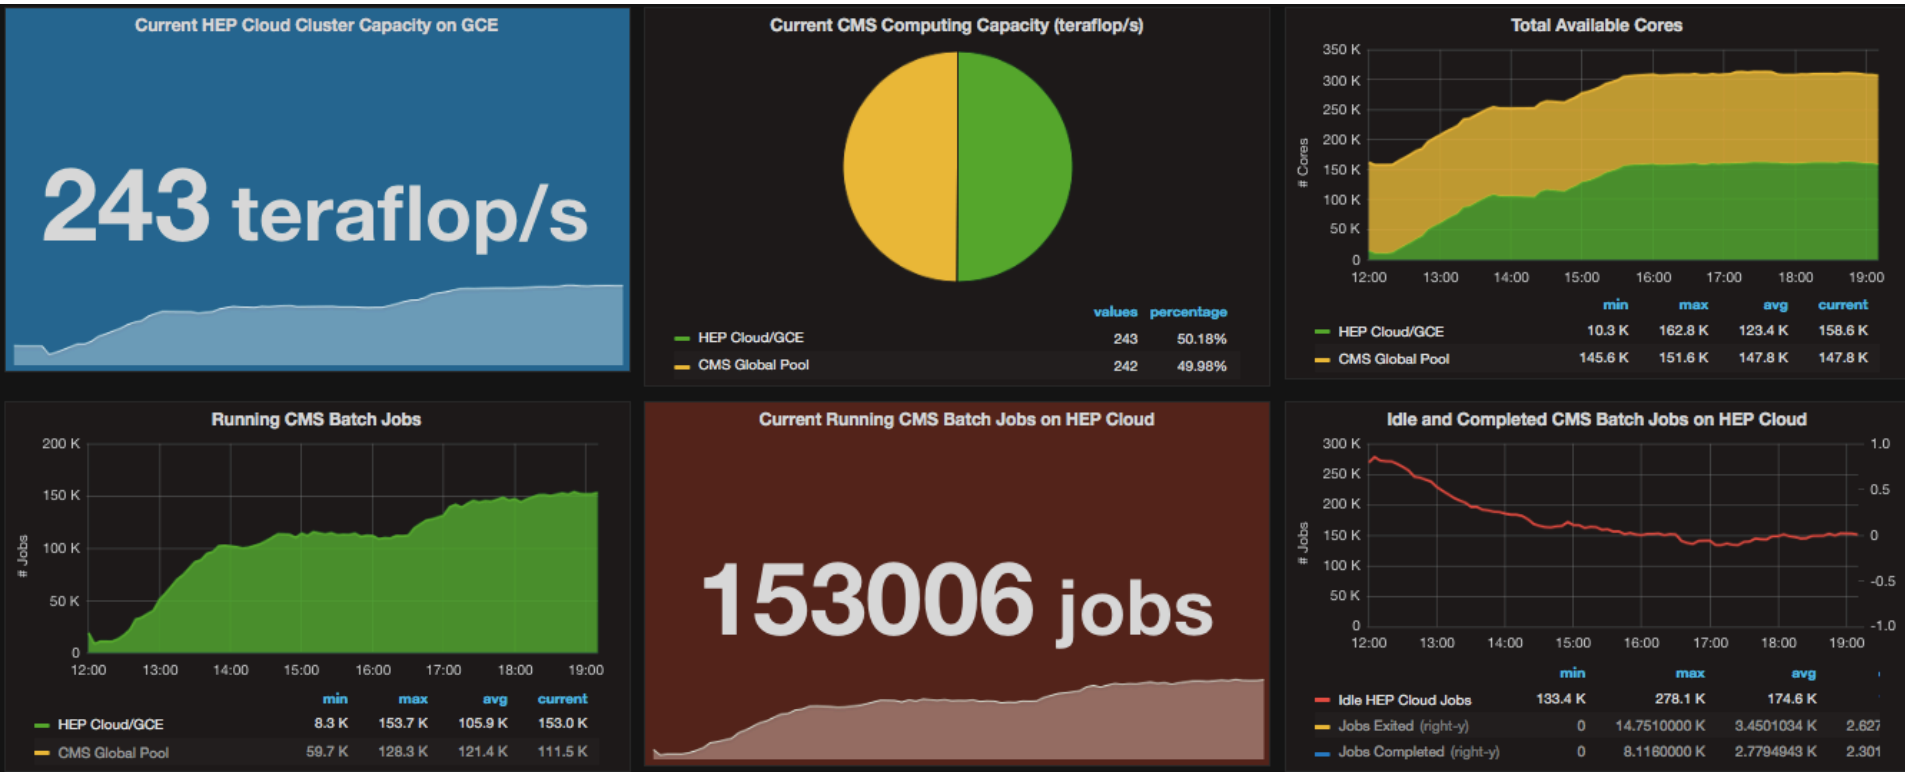 Current HEP Cloud Cluster Capacity on GCE
243 teraflop/s
Current CMS Computing Capacity (teraflop/s)
values percentage
HEP Cloud/GCE 243 50.18%
CMS Global Pool 242 49.98%
Total Available Cores
350 K
300 K
250 K
200 K
150 K
100 K
50 K
0
# Cores
12:00 13:00 14:00 15:00 16:00 17:00 18:00 19:00
min max avg current
HEP Cloud/GCE 10.3 K 162.8 K 123.4 K 158.6 K
CMS Global Pool 145.6 K 151.6 K 147.8 K 147.8 K
Running CMS Batch Jobs
200 K
150 K
100 K
50 K
0
# Jobs
12:00 13:00 14:00 15:00 16:00 17:00 18:00 19:00
min max avg current
HEP Cloud/GCE 8.3 K 153.7 K 105.9 K 153.0 K
CMS Global Pool 59.7 K 128.3 K 121.4 K 111.5 K
Current Running CMS Batch Jobs on HEP Cloud
153006 jobs
Idle and Completed CMS Batch Jobs on HEP Cloud
300 K 1.0
250 K
0.5
200 K
150 K 0
100 K
-0.5
50 K
0 -1.0
# Jobs
12:00 13:00 14:00 15:00 16:00 17:00 18:00 19:00
min max avg
Idle HEP Cloud Jobs 133.4 K 278.1 K 174.6 K
Jobs Exited (right-y) 0 14.7510000 K 3.4501034 K 2.627
Jobs Completed (right-y) 0 8.1160000 K 2.7794943 K 2.301